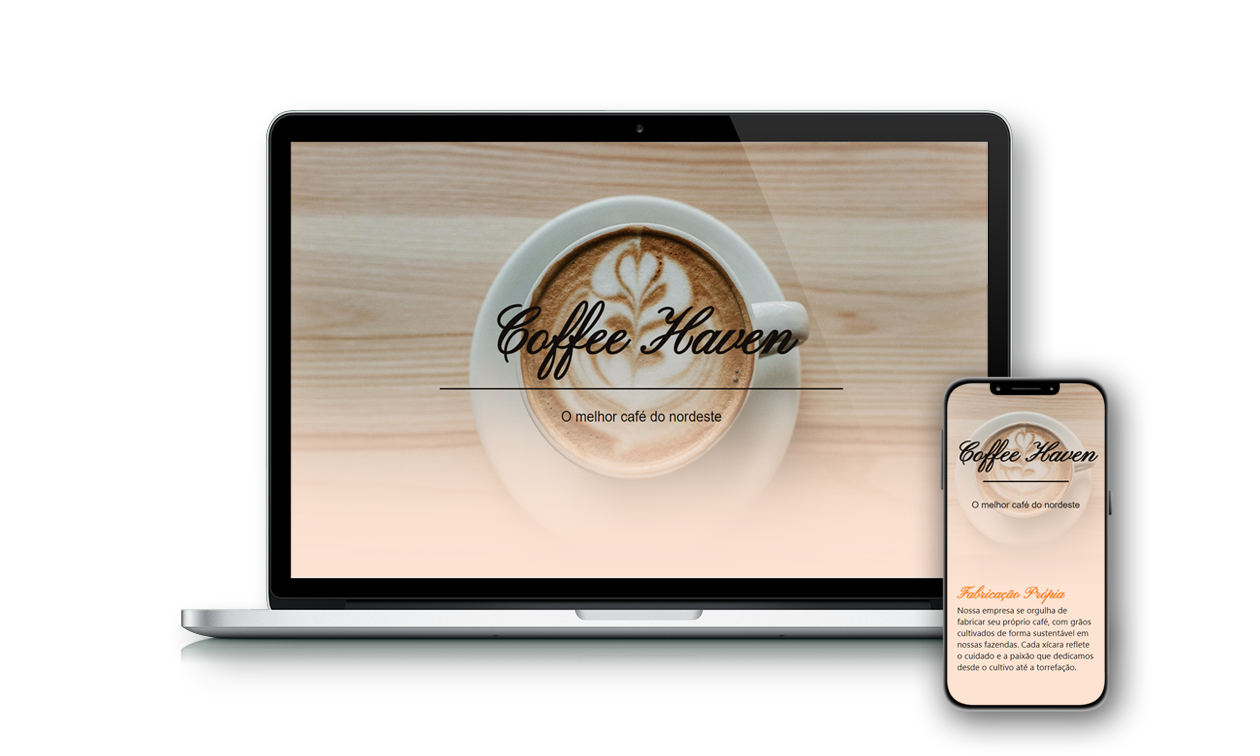 Coffee Haven
O melhor café do nordeste
Coffee Haven
O melhor café do nordeste
Fabricação Própia
Nossa empresa se orgulha de
fabricar seu próprio café, com grãos
cultivados de forma sustentável em
nossas fazendas. Cada xícara reflete
o cuidado e a paixão que dedicamos
desde o cultivo até a torrefação.